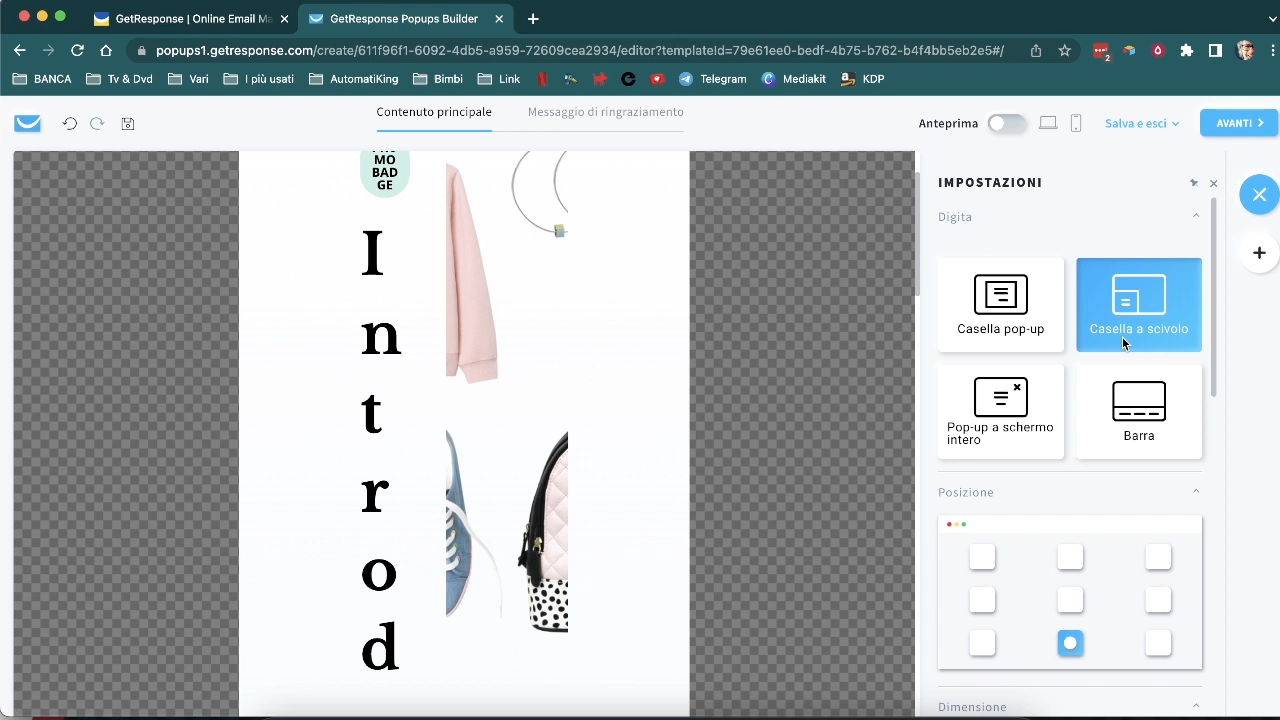 GetResponse | Online Email Ma
GetResponse Popups Builder
popups1.getresponse.com/create/611f96f1-6092-4db5-a959-72609cea2934/editor?templateId=79e61ee0-bedf-4b75-b762-b4f4bb5eb2e5#/
2
BANCA
Tv & Dvd
Vari
I più usati
AutomatiKing
Bimbi
Link
Telegram
Mediakit
KDP
Contenuto principale
Messaggio di ringraziamento
Anteprima
Salva e esci
AVANTI
MO
BAD
GE
I
n
t
r
o
d
IMPOSTAZIONI
Digita
Casella pop-up
Casella a scivolo
Pop-up a schermo
intero
Barra
Posizione
Dimensione